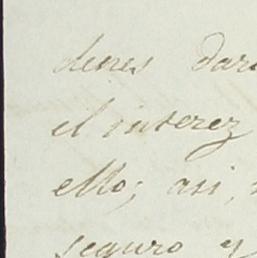 denes dar
el interez
ello; asi,
seguro y